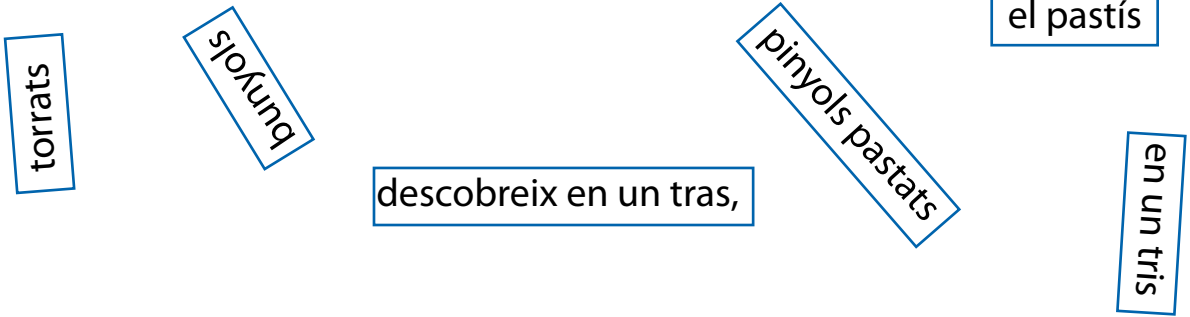 torrats
bunyols
descobreix en un tras,
pinyols pastats
el pastís
en un tris